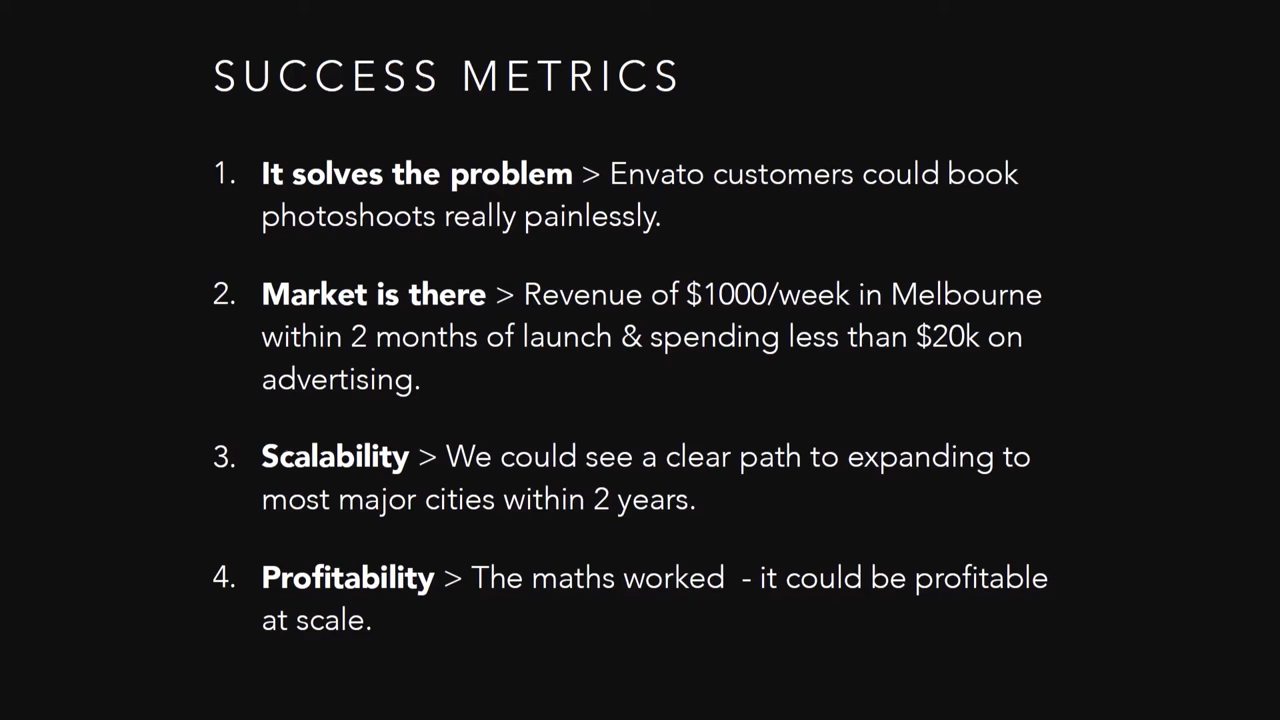 SUCCESS METRICS
1. It solves the problem > Envato customers could book
photoshoots really painlessly.
2. Market is there > Revenue of $1000/week in Melbourne
within 2 months of launch & spending less than $20k on
advertising.
3. Scalability > We could see a clear path to expanding to
most major cities within 2 years.
4. Profitability > The maths worked  - it could be profitable
at scale.